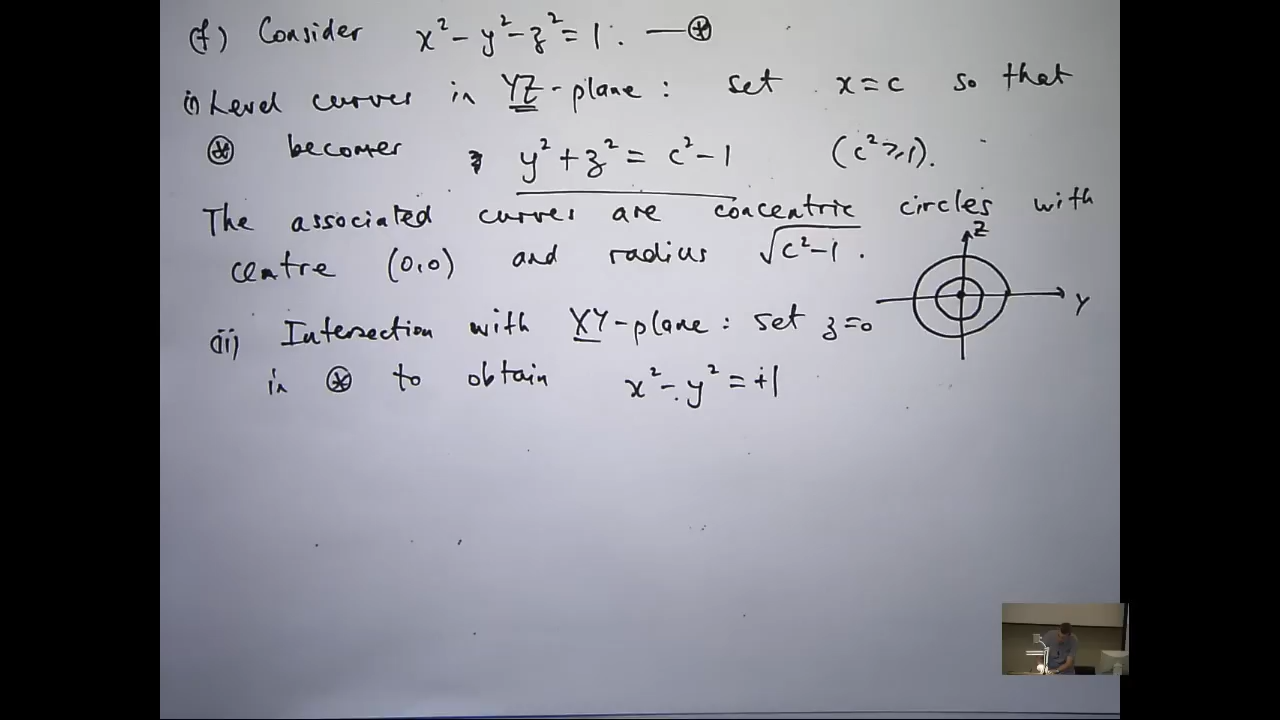 (f) Consider x² - y² - z² = 1. — ⊛
(i) Level curves in YZ-plane: set x = c so that
⊛ becomes y² + z² = c² - 1 (c² ≥ 1).
The associated curves are concentric circles with
centre (0,0) and radius √(c² - 1).
Z
Y
(ii) Intersection with XY-plane: set z = 0
in ⊛ to obtain x² - y² = +1